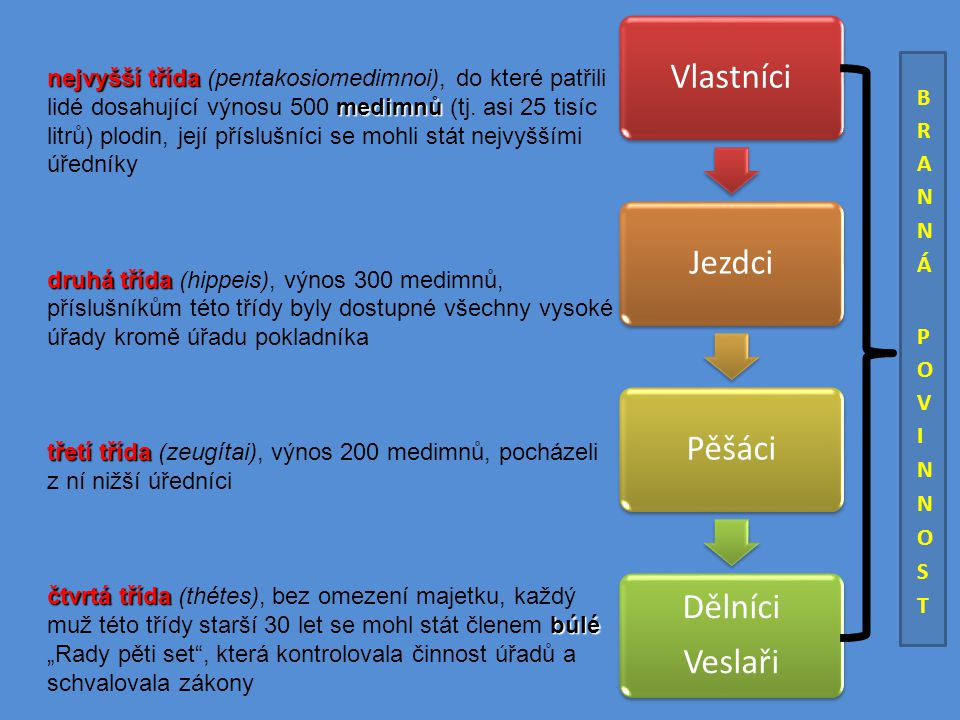 nejvyšší třída (pentakosiomedimnoi), do které patřili
lidé dosahující výnosu 500 medimnů (tj. asi 25 tisíc
litrů) plodin, její příslušníci se mohli stát nejvyššími
úředníky
Vlastníci
druhá třída (hippeis), výnos 300 medimnů,
příslušníkům této třídy byly dostupné všechny vysoké
úřady kromě úřadu pokladníka
Jezdci
třetí třída (zeugítai), výnos 200 medimnů, pocházeli
z ní nižší úředníci
Pěšáci
čtvrtá třída (thétes), bez omezení majetku, každý
muž této třídy starší 30 let se mohl stát členem búlé
„Rady pěti set“, která kontrolovala činnost úřadů a
schvalovala zákony
Dělníci
Veslaři
BRANNÁ POVINNOST